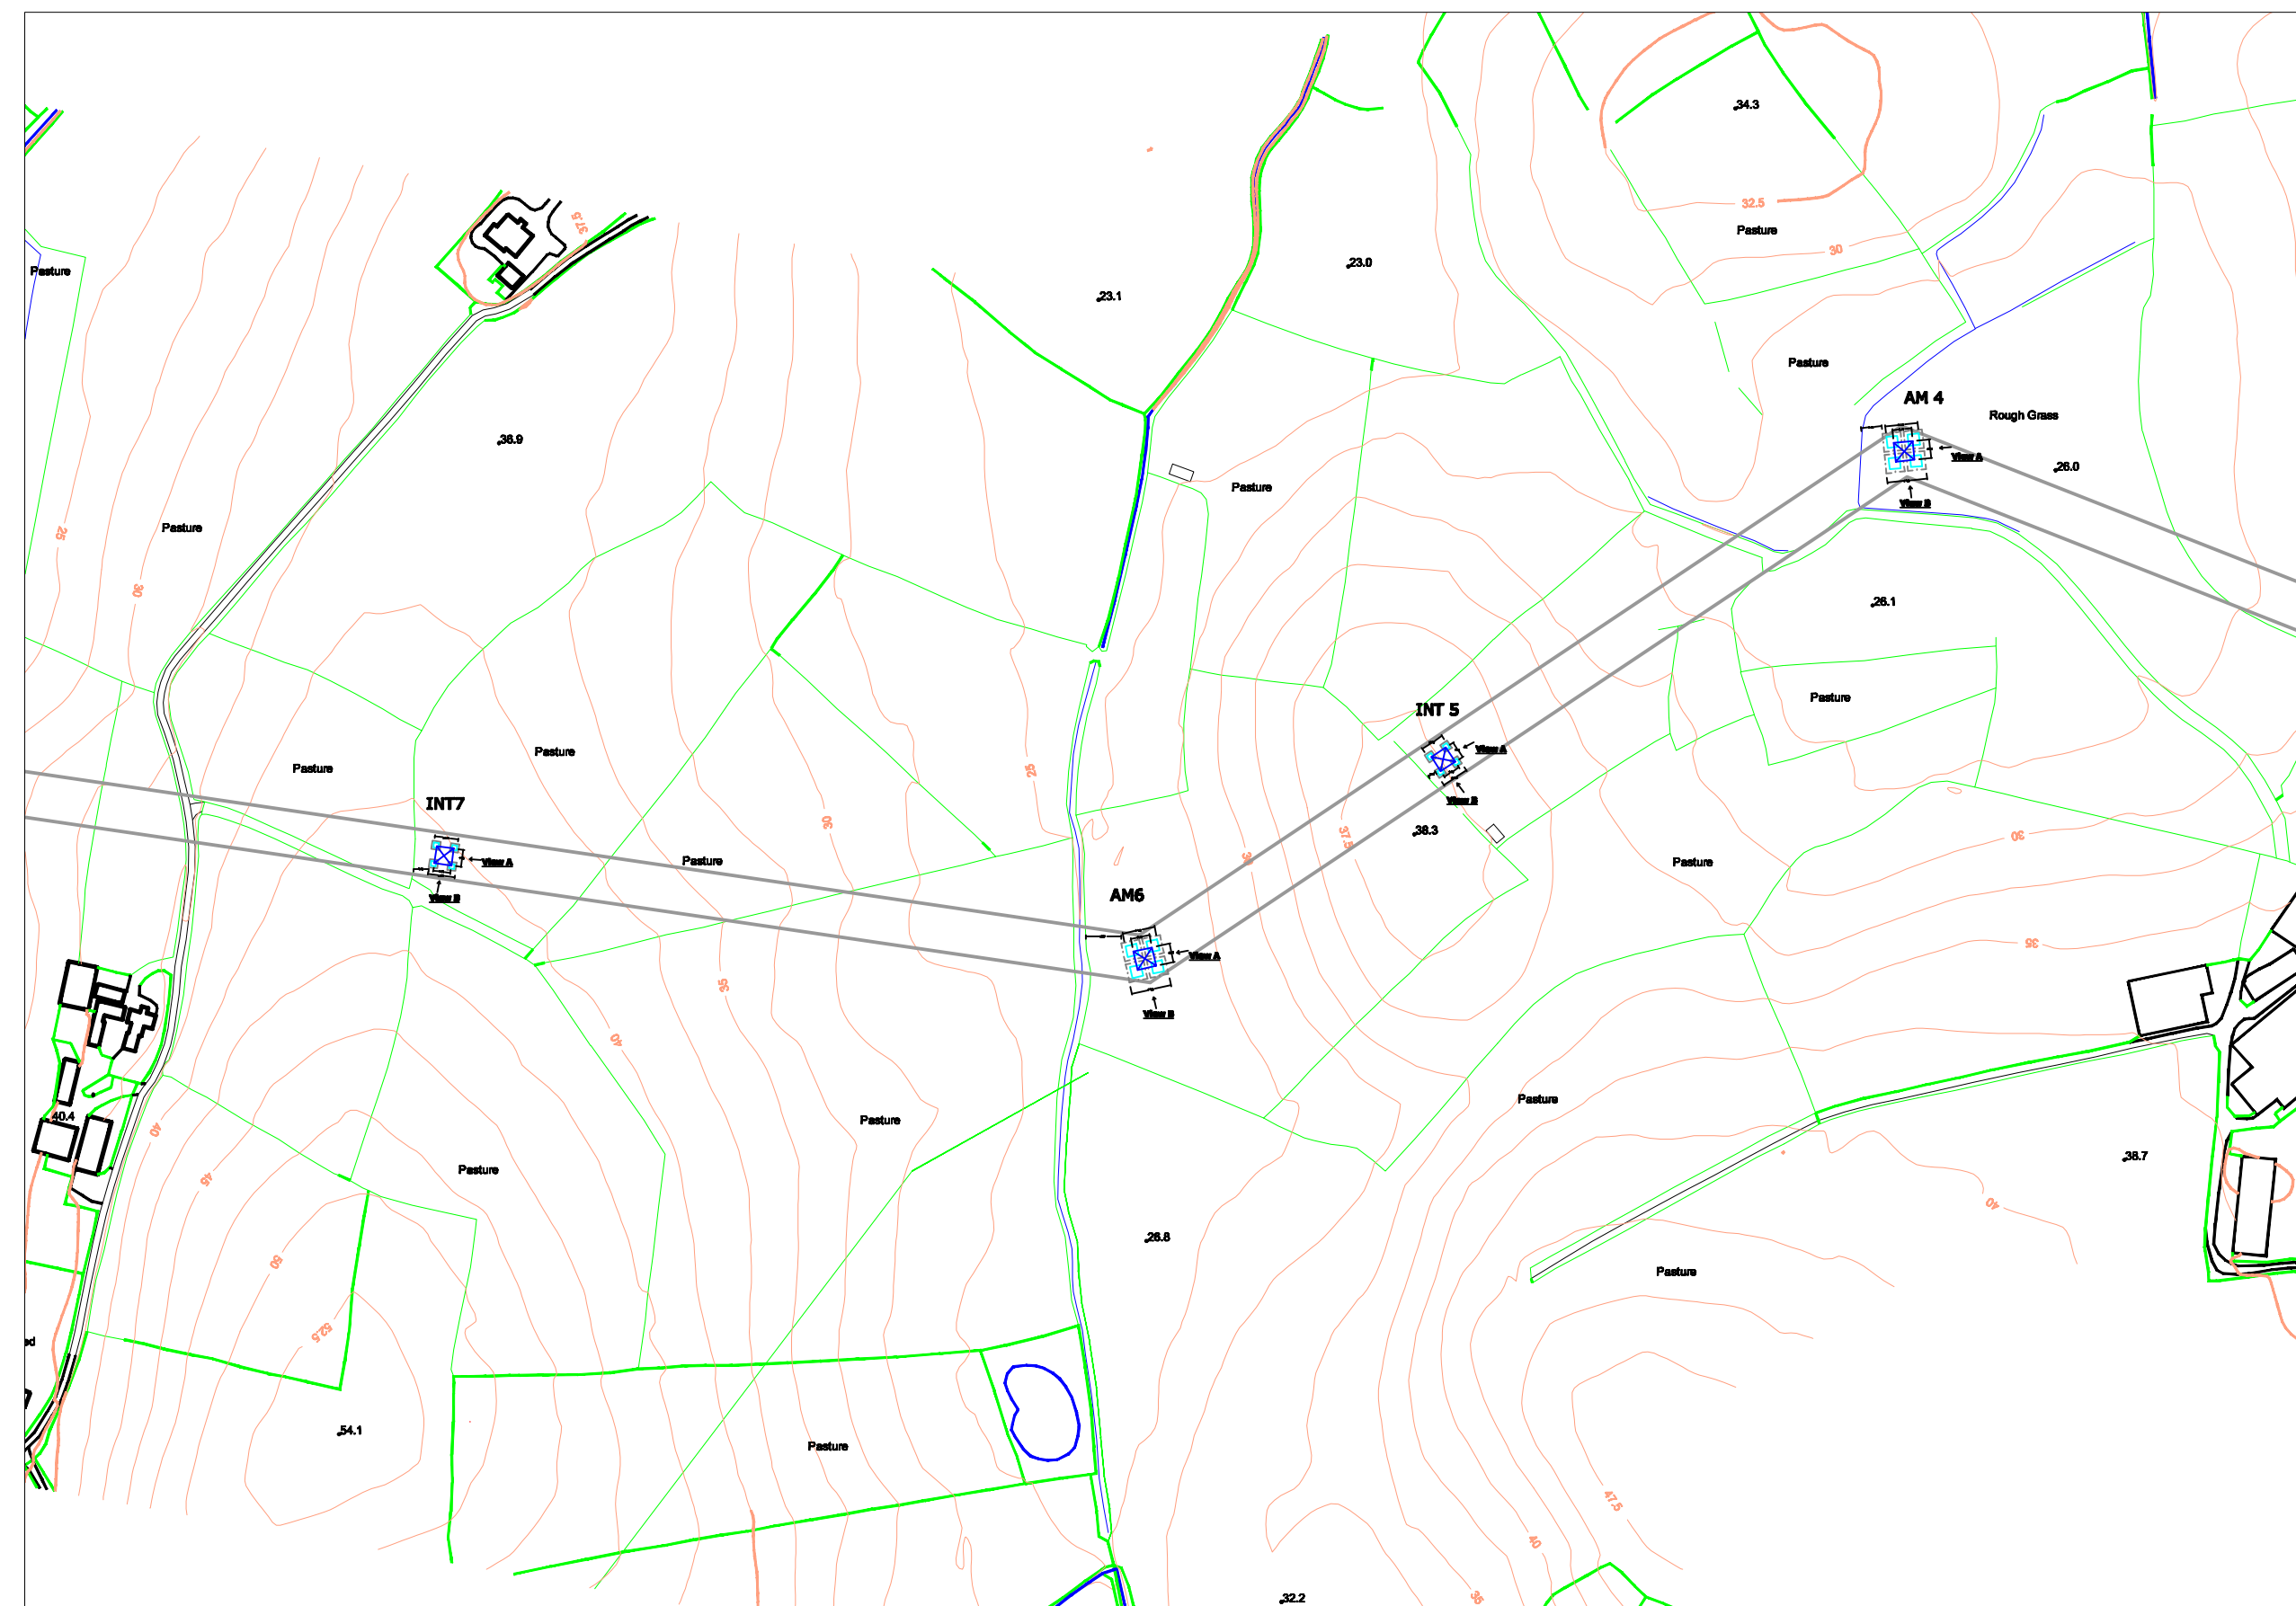 34.3
32.5
Pasture
37.5
30
23.0
Pasture
23.1
Pasture
AM 4
Rough Grass
36.9
View A
26.0
Pasture
View B
Pasture
25
30
26.1
Pasture
INT 5
Pasture
View A
Pasture
25
INT7
View B
30
38.3
37.5
30
30
Pasture
View A
Pasture
View B
AM6
35
View A
35
View B
40
40.4
Pasture
Pasture
40
38.7
Pasture
45
40
26.8
50
Pasture
52.5
ed
54.1
Pasture
47.5
40
35
32.2